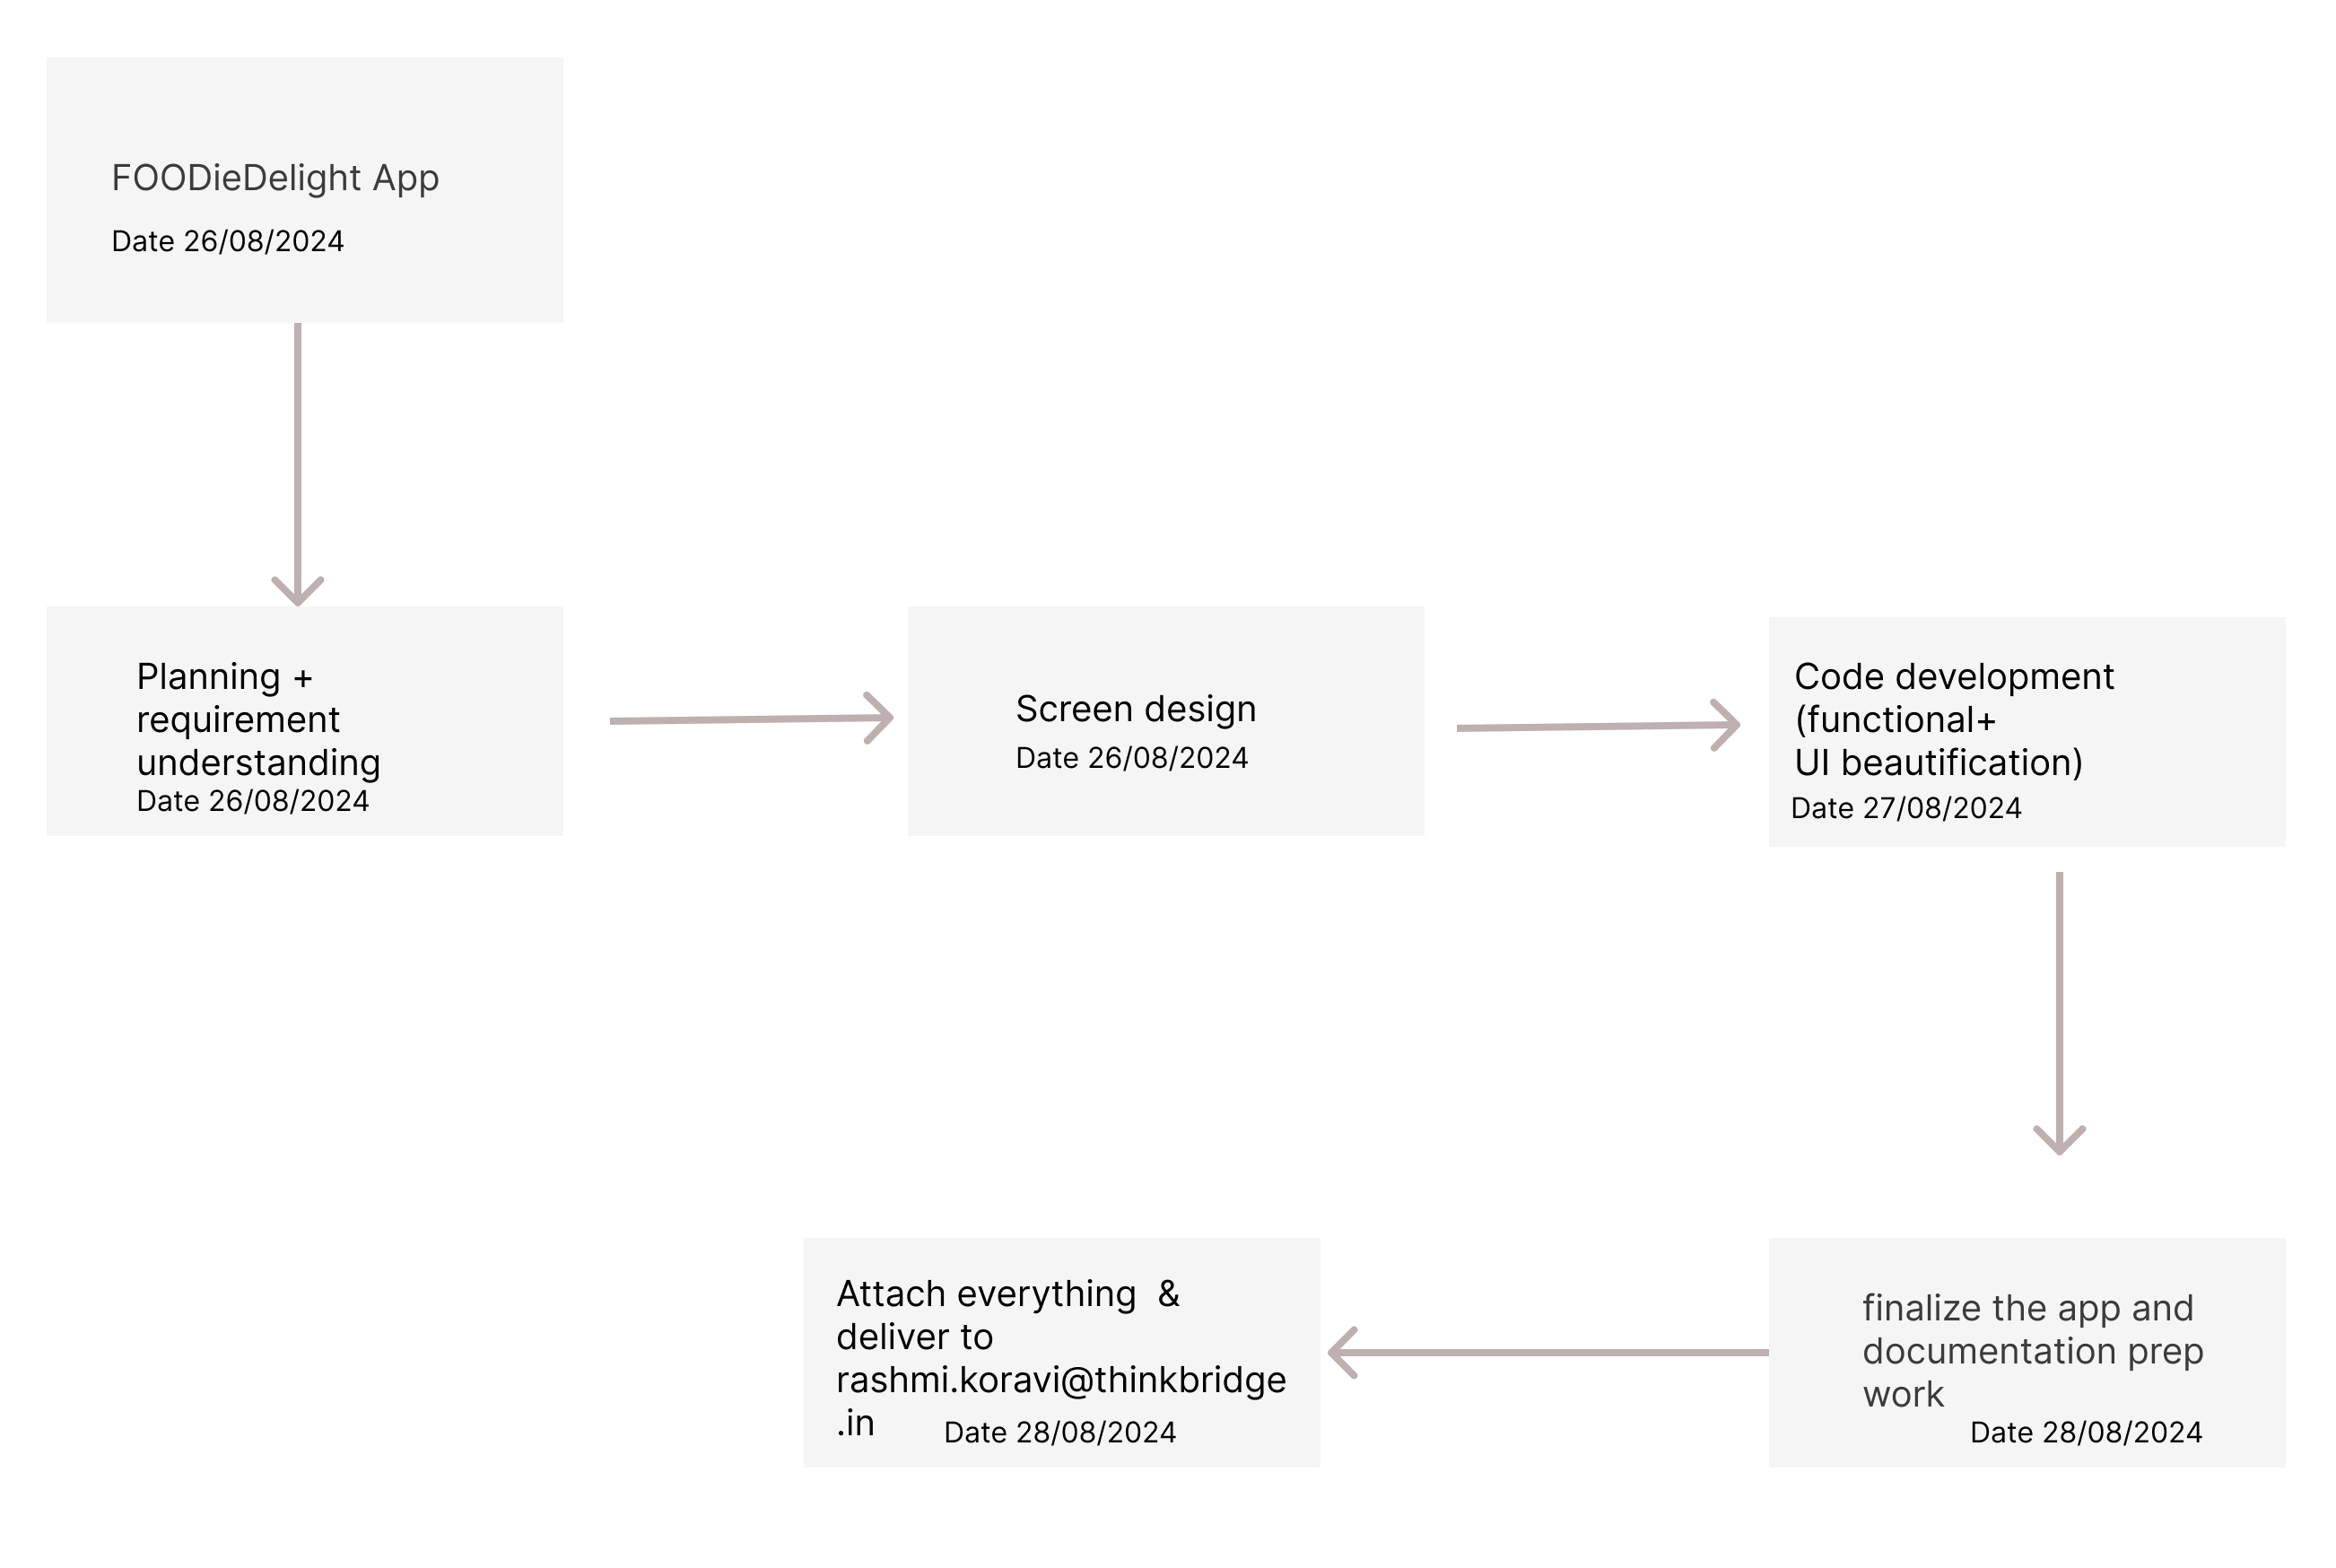 FOODieDelight App
Date 26/08/2024
Planning +
requirement
understanding
Date 26/08/2024
Screen design
Date 26/08/2024
Code development
(functional+
UI beautification)
Date 27/08/2024
finalize the app and
documentation prep
work
Date 28/08/2024
Attach everything  &
deliver to
rashmi.koravi@thinkbridge
.in
Date 28/08/2024